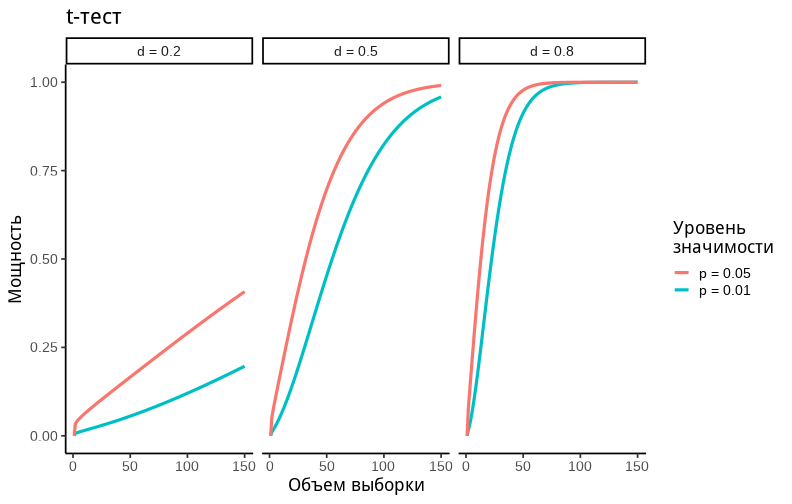 t-тест
d = 0.2
d = 0.5
d = 0.8
1.00
0.75
0.50
0.25
0.00
Мощность
0 50 100 150
0 50 100 150
0 50 100 150
Объем выборки
Уровень
значимости
p = 0.05
p = 0.01